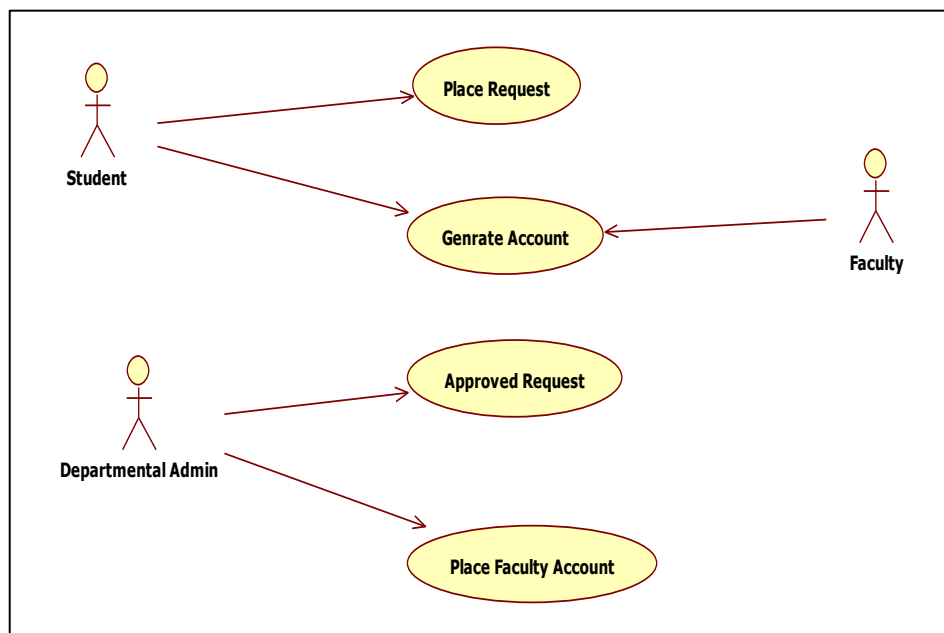 Place Request
Student
Genrate Account
Faculty
Approved Request
Departmental Admin
Place Faculty Account